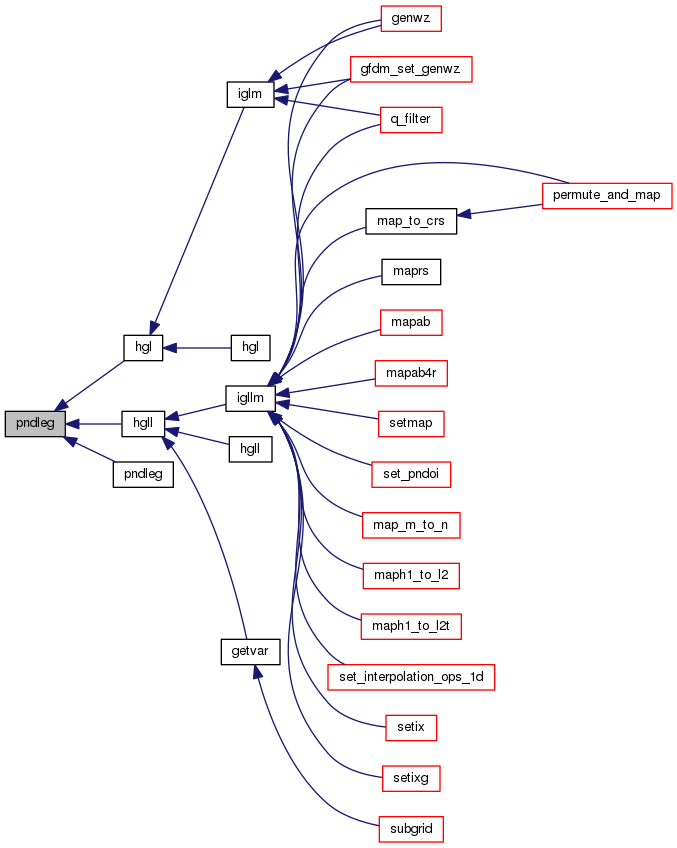 genwz
gfdm_set_genwz
iglm
q_filter
permute_and_map
map_to_crs
maprs
mapab
hgl
hgl
mapab4r
igllm
pndleg
hgll
setmap
hgll
pndleg
set_pndoi
map_m_to_n
maph1_to_l2
maph1_to_l2t
getvar
set_interpolation_ops_1d
setix
setixg
subgrid